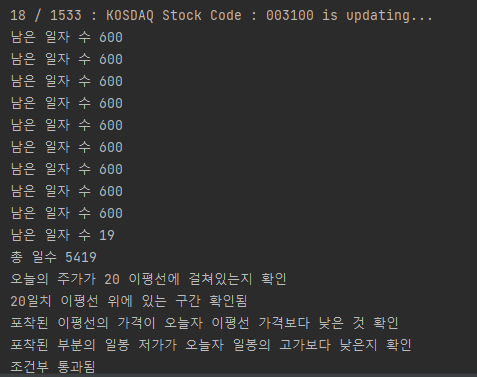 18 / 1533 : KOSDAQ Stock Code : 003100 is updating...
남은 일자 수 600
남은 일자 수 600
남은 일자 수 600
남은 일자 수 600
남은 일자 수 600
남은 일자 수 600
남은 일자 수 600
남은 일자 수 600
남은 일자 수 600
남은 일자 수 19
총 일수 5419
오늘의 주가가 20 이평선에 걸쳐있는지 확인
20일치 이평선 위에 있는 구간 확인됨
포착된 이평선의 가격이 오늘자 이평선 가격보다 낮은 것 확인
포착된 부분의 일봉 저가가 오늘자 일봉의 고가보다 낮은지 확인
조건부 통과됨